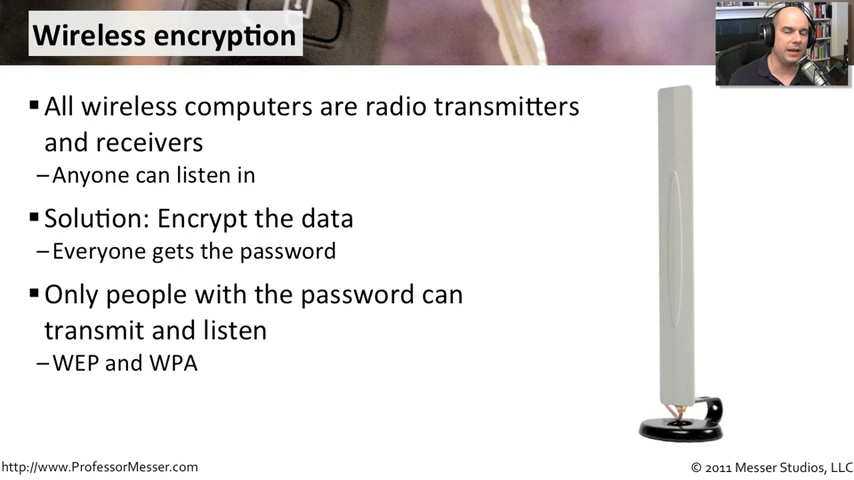 Wireless encryption
▪All wireless computers are radio transmitters
and receivers
–Anyone can listen in
▪Solution: Encrypt the data
–Everyone gets the password
▪Only people with the password can
transmit and listen
–WEP and WPA
http://www.ProfessorMesser.com
© 2011 Messer Studios, LLC